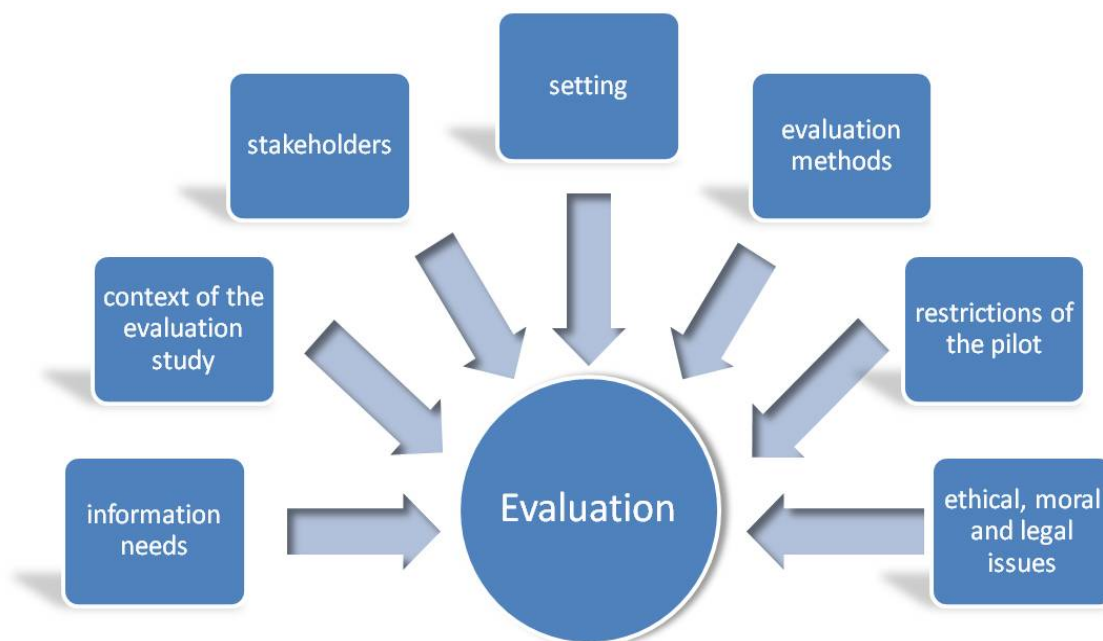 setting
stakeholders
evaluation
methods
context of the
evaluation
study
restrictions of
the pilot
information
needs
Evaluation
ethical, moral
and legal
issues